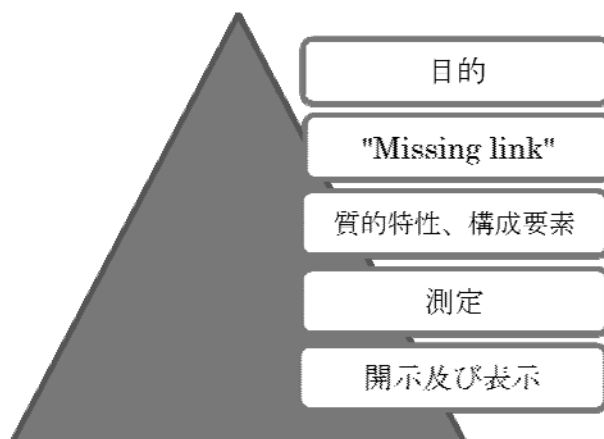 目的
"Missing link"
質的特性、構成要素
測定
開示及び表示